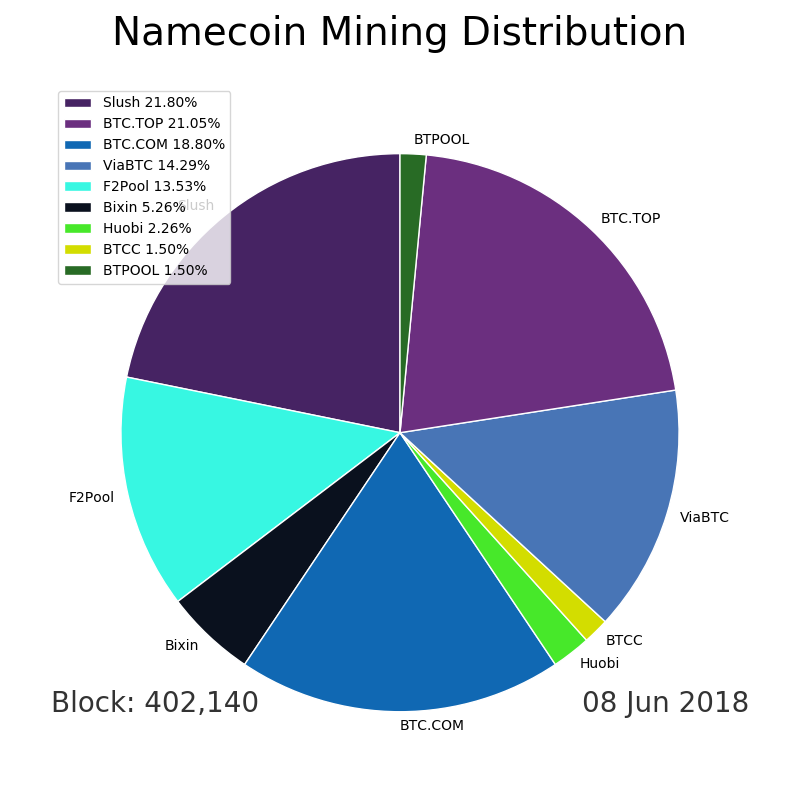 Namecoin Mining Distribution
Slush 21.80%
BTC.TOP 21.05%
BTC.COM 18.80%
ViaBTC 14.29%
F2Pool 13.53%
Bixin 5.26%
Huobi 2.26%
BTCC 1.50%
BTPOOL 1.50%
BTPOOL
Slush
BTC.TOP
F2Pool
ViaBTC
Bixin
BTCC
Huobi
BTC.COM
Block: 402,140
08 Jun 2018